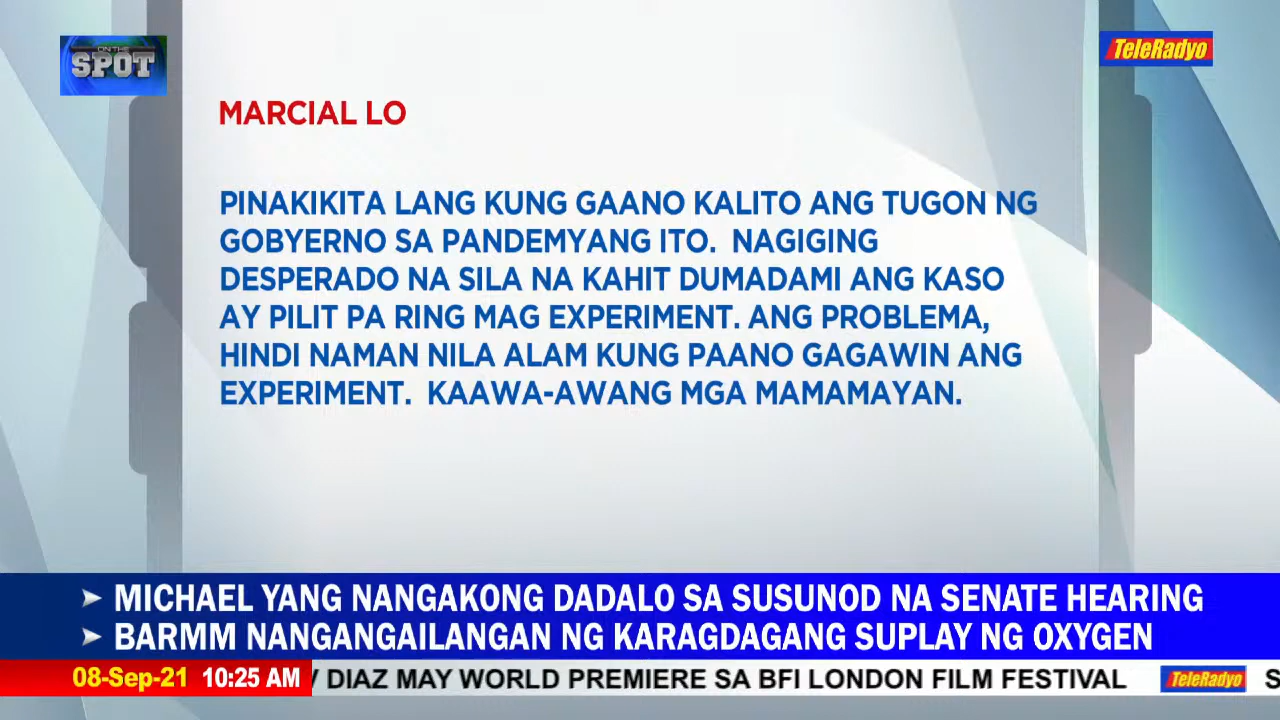 ON THE
SPOT
TeleRadyo
MARCIAL LO
PINAKIKITA LANG KUNG GAANO KALITO ANG TUGON NG
GOBYERNO SA PANDEMYANG ITO. NAGIGING
DESPERADO NA SILA NA KAHIT DUMADAMI ANG KASO
AY PILIT PA RING MAG EXPERIMENT. ANG PROBLEMA,
HINDI NAMAN NILA ALAM KUNG PAANO GAGAWIN ANG
EXPERIMENT. KAAWA-AWANG MGA MAMAMAYAN.
MICHAEL YANG NANGAKONG DADALO SA SUSUNOD NA SENATE HEARING
BARMM NANGANGAILANGAN NG KARAGDAGANG SUPLAY NG OXYGEN
08-Sep-21 10:25 AM DIAZ MAY WORLD PREMIERE SA BFI LONDON FILM FESTIVAL TeleRadyo